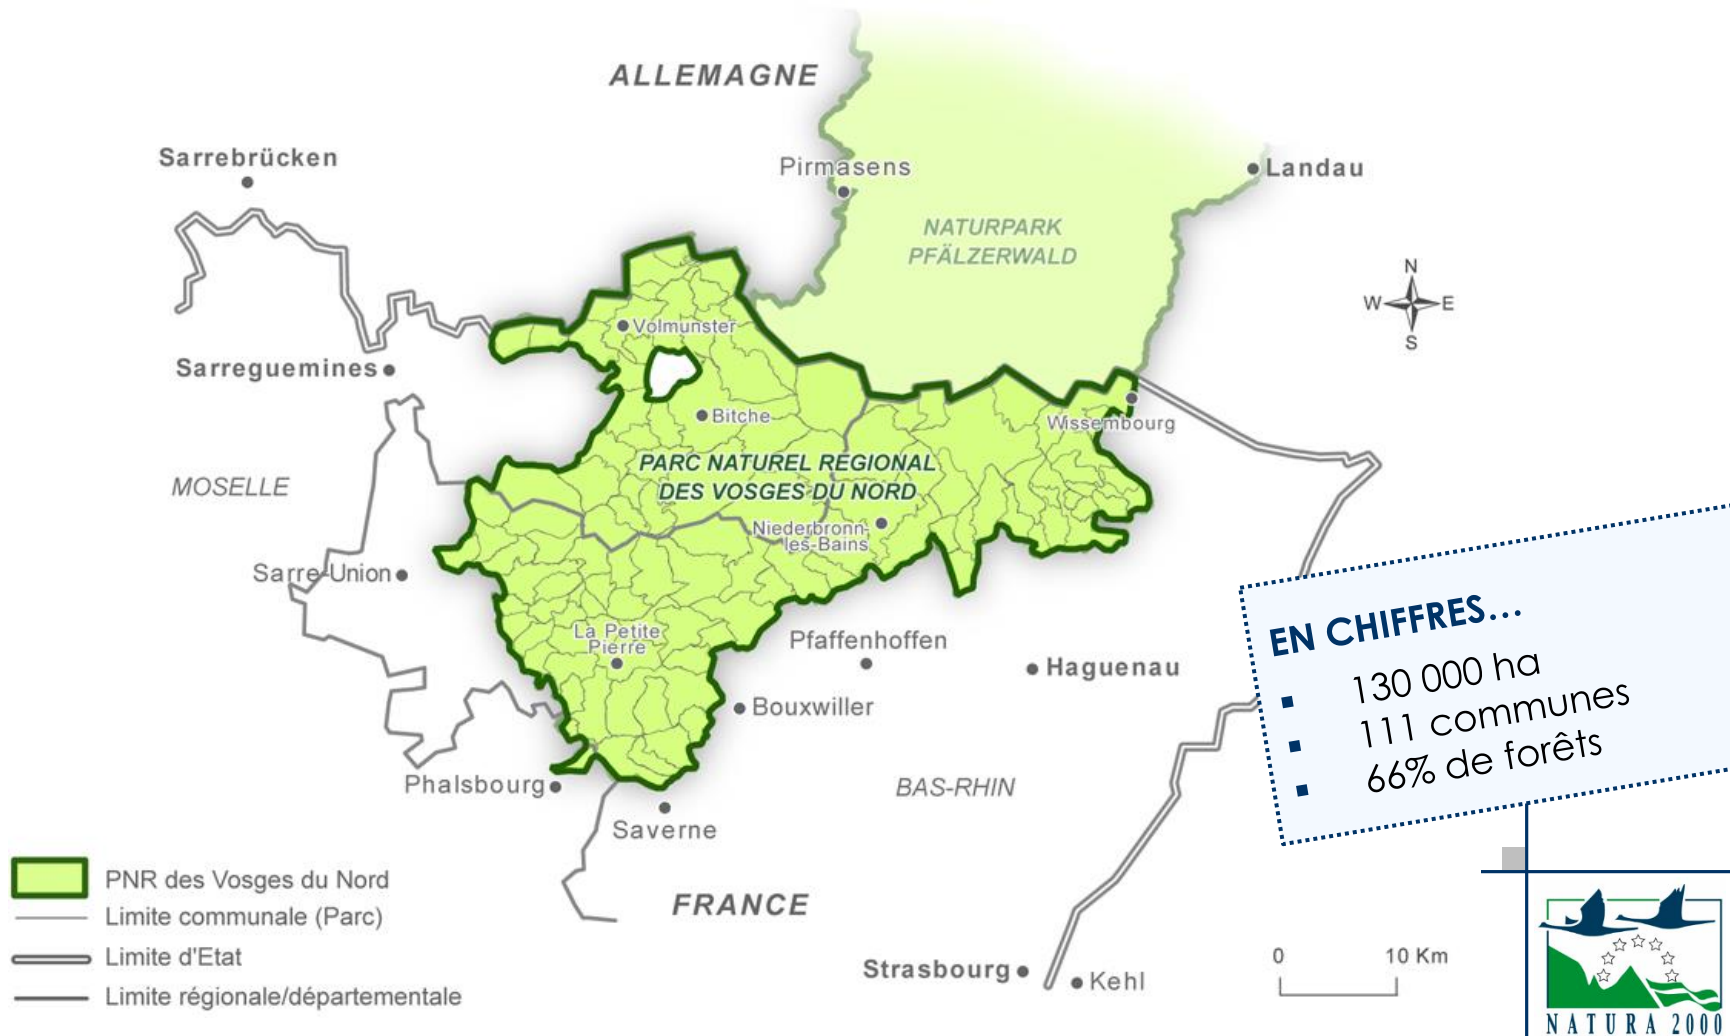 ALLEMAGNE
Sarrebrücken
Pirmasens
Landau
NATURPARK
PFÄLZERWALD
N
W E
S
Volmunster
Sarreguemines
Bitche
Wissembourg
PARC NATUREL REGIONAL
DES VOSGES DU NORD
MOSELLE
Niederbronn-
les-Bains
Sarre-Union
La Petite
Pierre
Pfaffenhoffen
Haguenau
Bouxwiller
EN CHIFFRES...
▪ 130 000 ha
▪ 111 communes
▪ 66% de forêts
Phalsbourg
BAS-RHIN
Saverne
FRANCE
PNR des Vosges du Nord
Limite communale (Parc)
Limite d'Etat
Limite régionale/départementale
Strasbourg
Kehl
0 10 Km
NATURA 2000